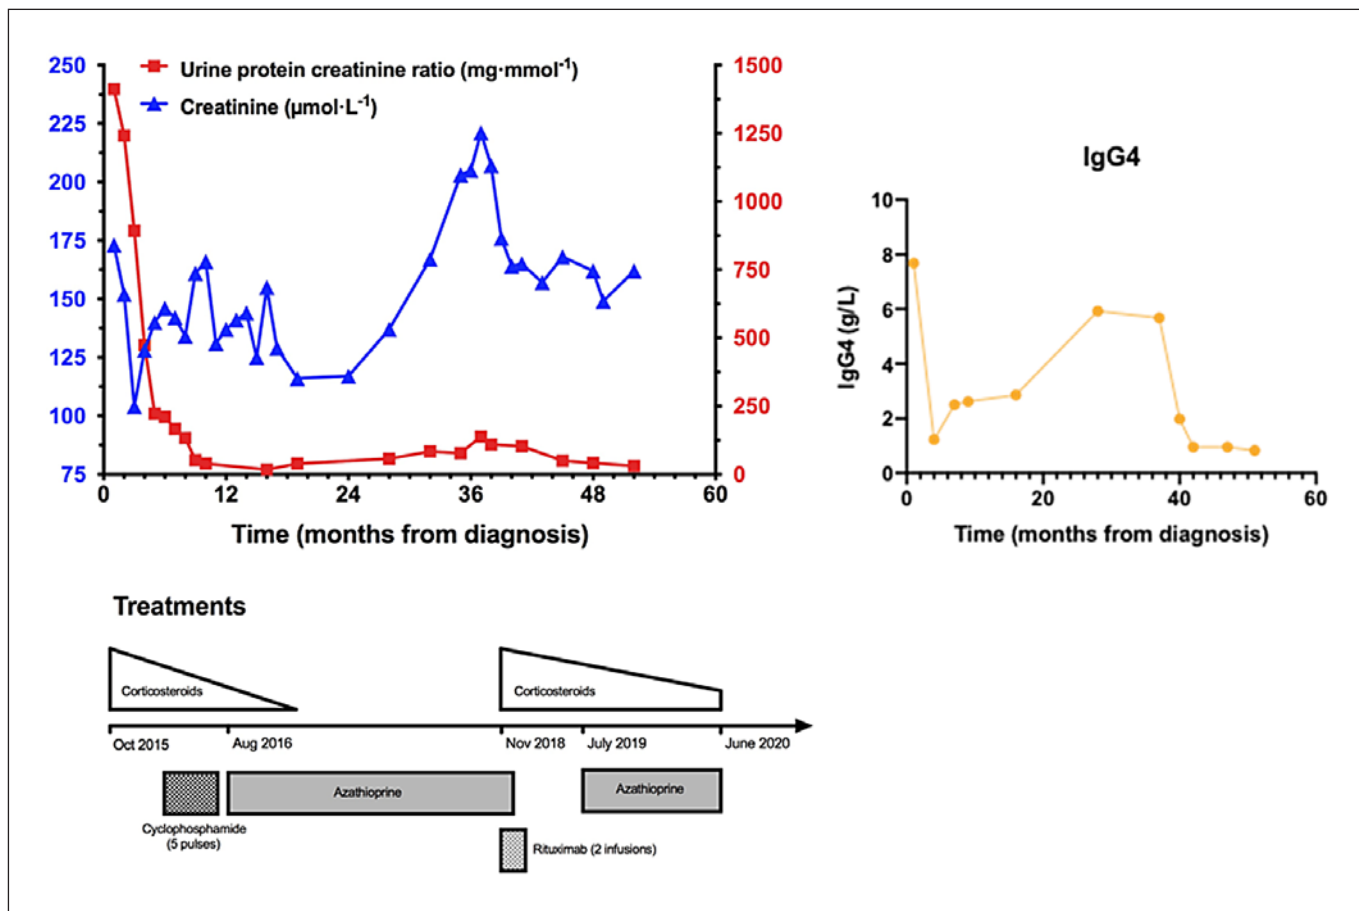 Urine protein creatinine ratio (mg·mmol⁻¹)
Creatinine (µmol·L⁻¹)
250
225
200
175
150
125
100
75
1500
1250
1000
750
500
250
0
0 12 24 36 48 60
Time (months from diagnosis)
IgG4
IgG4 (g/L)
10
8
6
4
2
0
0 20 40 60
Time (months from diagnosis)
Treatments
Corticosteroids
Corticosteroids
Oct 2015 Aug 2016 Nov 2018 July 2019 June 2020
Azathioprine
Azathioprine
Cyclophosphamide
(5 pulses)
Rituximab (2 infusions)